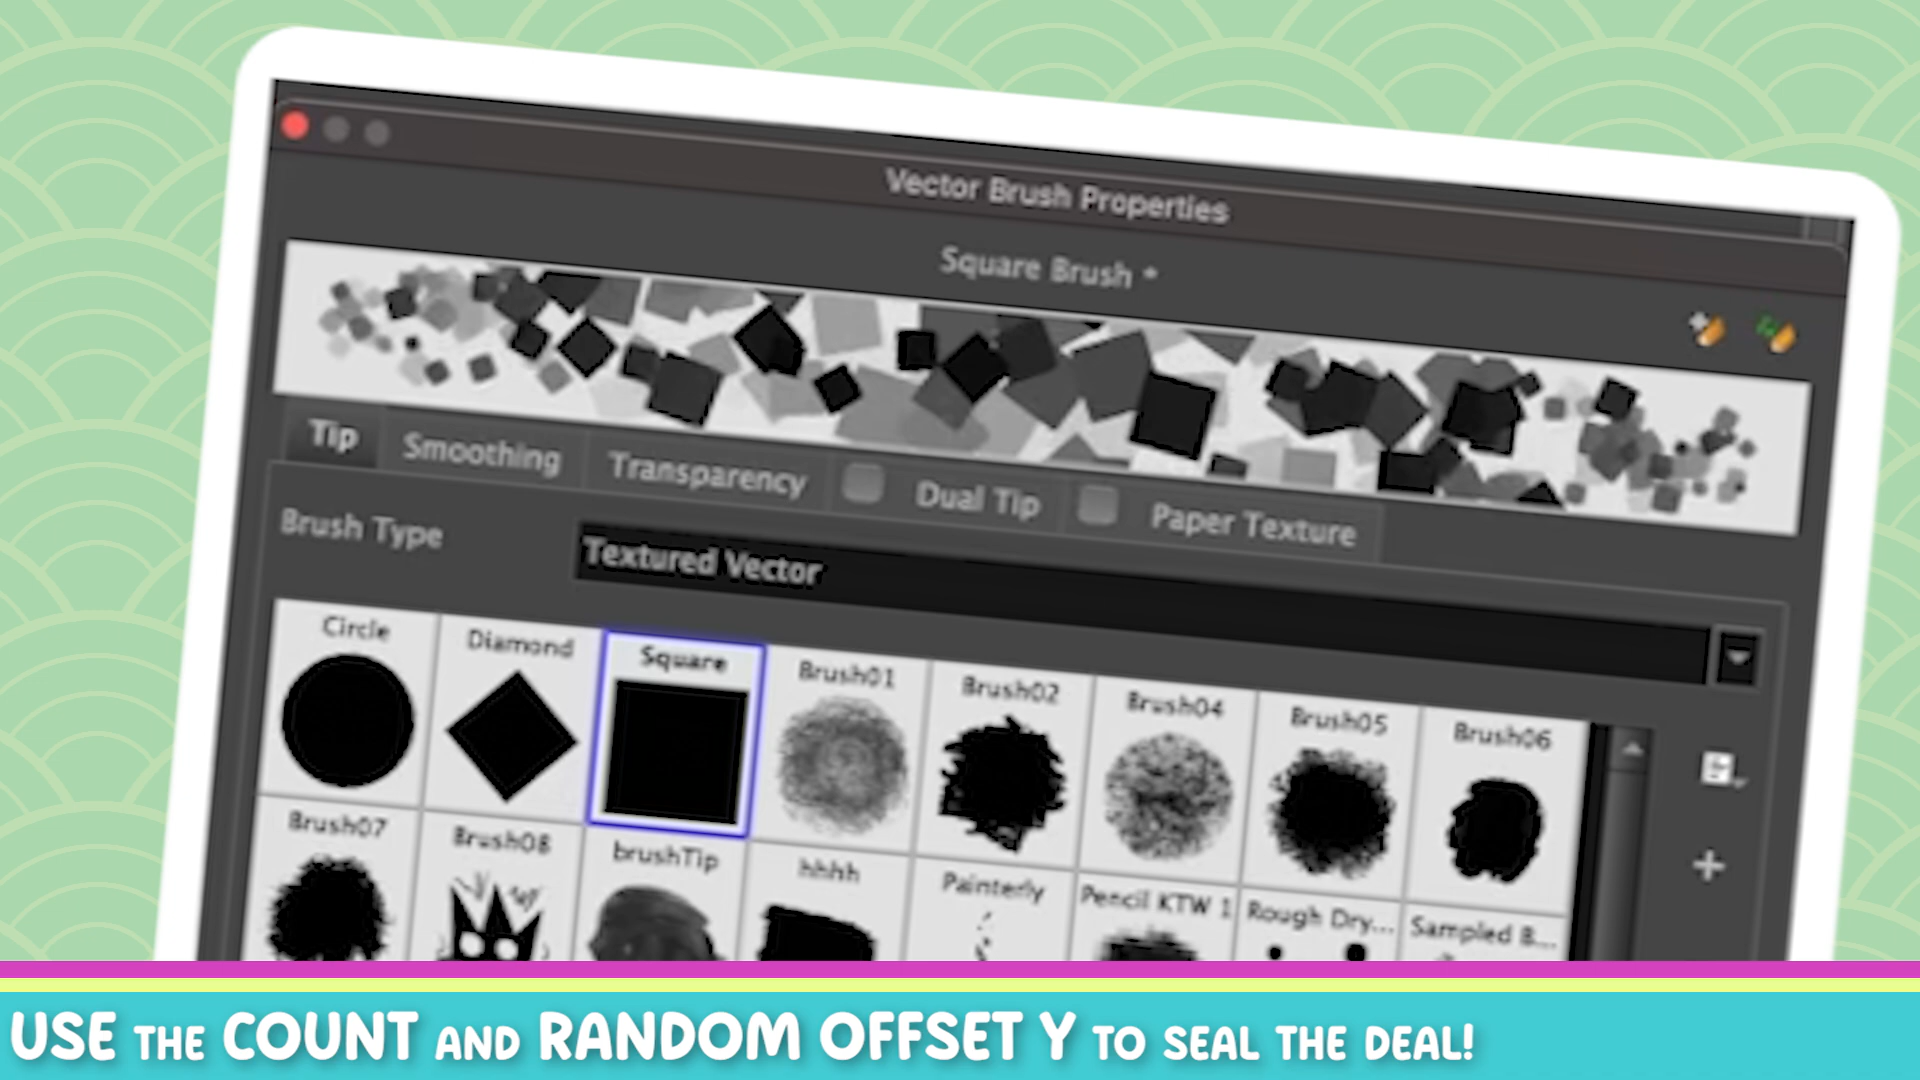 Vector Brush Properties
Square Brush *
Tip Smoothing Transparency Dual Tip Paper Texture
Brush Type Textured Vector
Circle Diamond Square Brush01 Brush02 Brush04 Brush05 Brush06
Brush07 Brush08 brushTip hhhh Painterly Pencil KTW 1 Rough Dry... Sampled B...
USE THE COUNT AND RANDOM OFFSET Y TO SEAL THE DEAL!